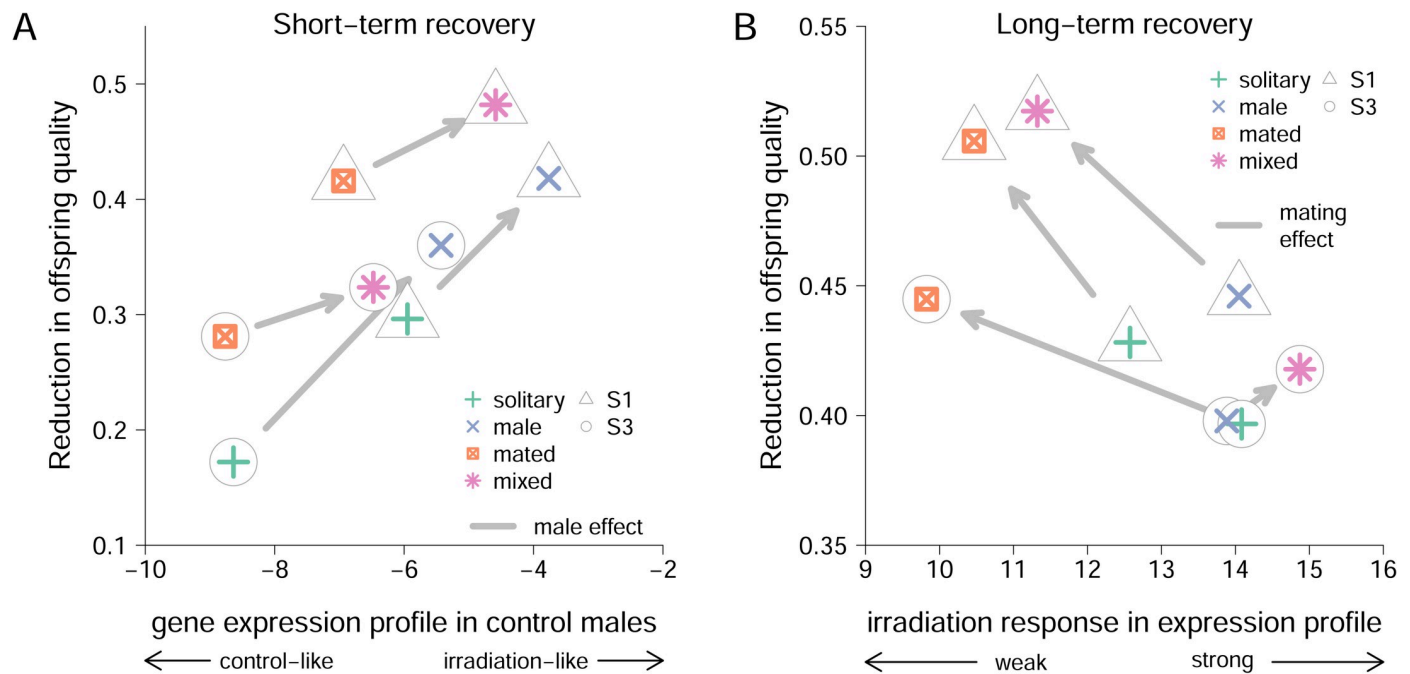 A
Short−term recovery
Reduction in offspring quality
0.5
0.4
0.3
0.2
0.1
−10
−8
−6
−4
−2
solitary
male
mated
mixed
S1
S3
male effect
gene expression profile in control males
control−like
irradiation−like
B
Long−term recovery
Reduction in offspring quality
0.55
0.50
0.45
0.40
0.35
9
10
11
12
13
14
15
16
solitary
male
mated
mixed
S1
S3
mating
effect
irradiation response in expression profile
weak
strong